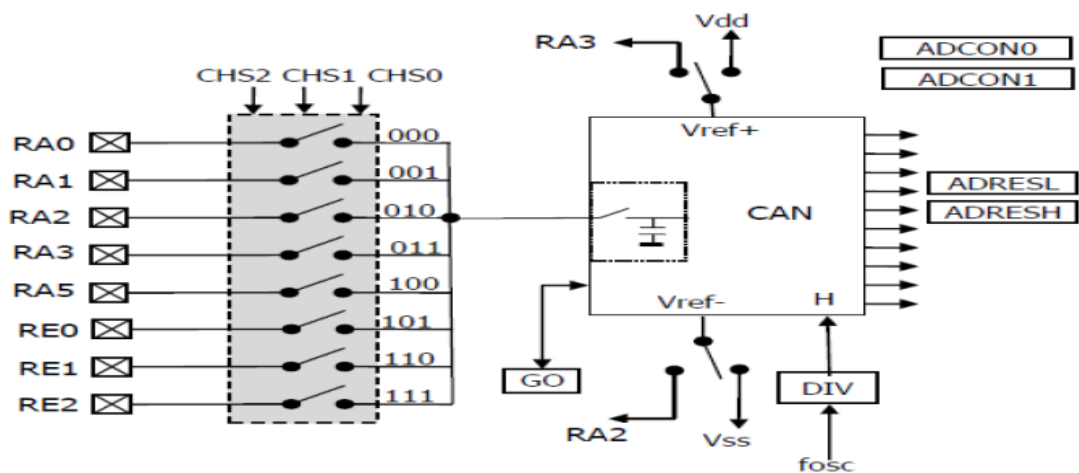 Vdd
RA3
ADCON0
ADCON1
CHS2 CHS1 CHS0
Vref+
RA0 000
RA1 001
RA2 010
RA3 011
RA5 100
RE0 101
RE1 110
RE2 111
CAN
ADRESL
ADRESH
Vref-
H
GO
DIV
RA2
Vss
fosc